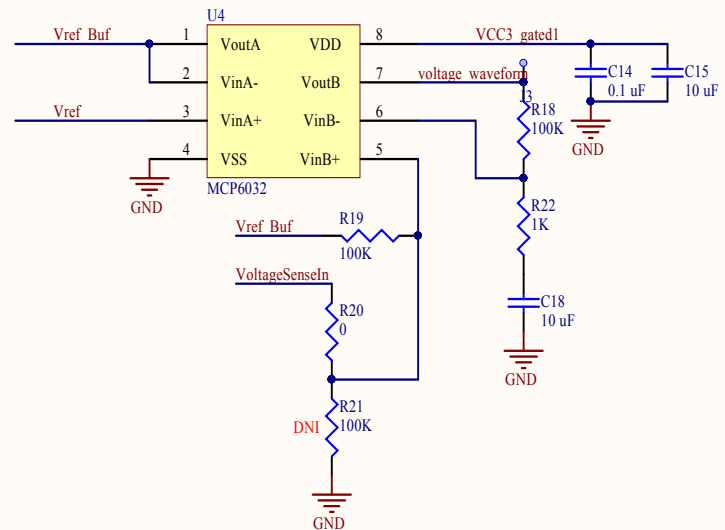 U4
Vref_Buf
1
VoutA
VDD
8
VCC3_gated1
2
VinA-
VoutB
7
voltage_waveform
J3
C14
0.1 uF
C15
10 uF
Vref
3
VinA+
VinB-
6
R18
100K
4
VSS
VinB+
5
GND
GND
MCP6032
R22
1K
Vref_Buf
R19
100K
VoltageSenseIn
R20
0
C18
10 uF
GND
R21
DNI
100K
GND